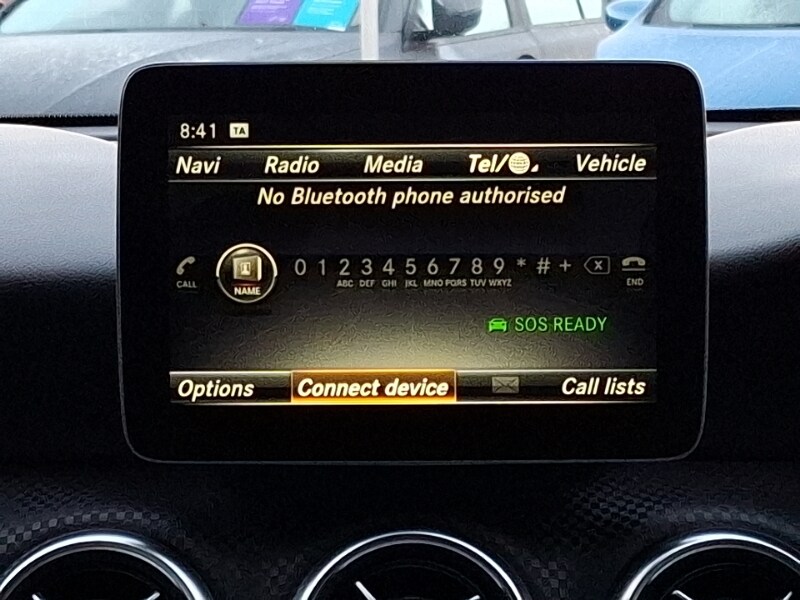 8:41 TA
Navi Radio Media Tel/ Vehicle
No Bluetooth phone authorised
0 1 2 3 4 5 6 7 8 9 * # +
CALL NAME ABC DEF GHI JKL MNO PQRS TUV WXYZ END
SOS READY
Options Connect device Call lists